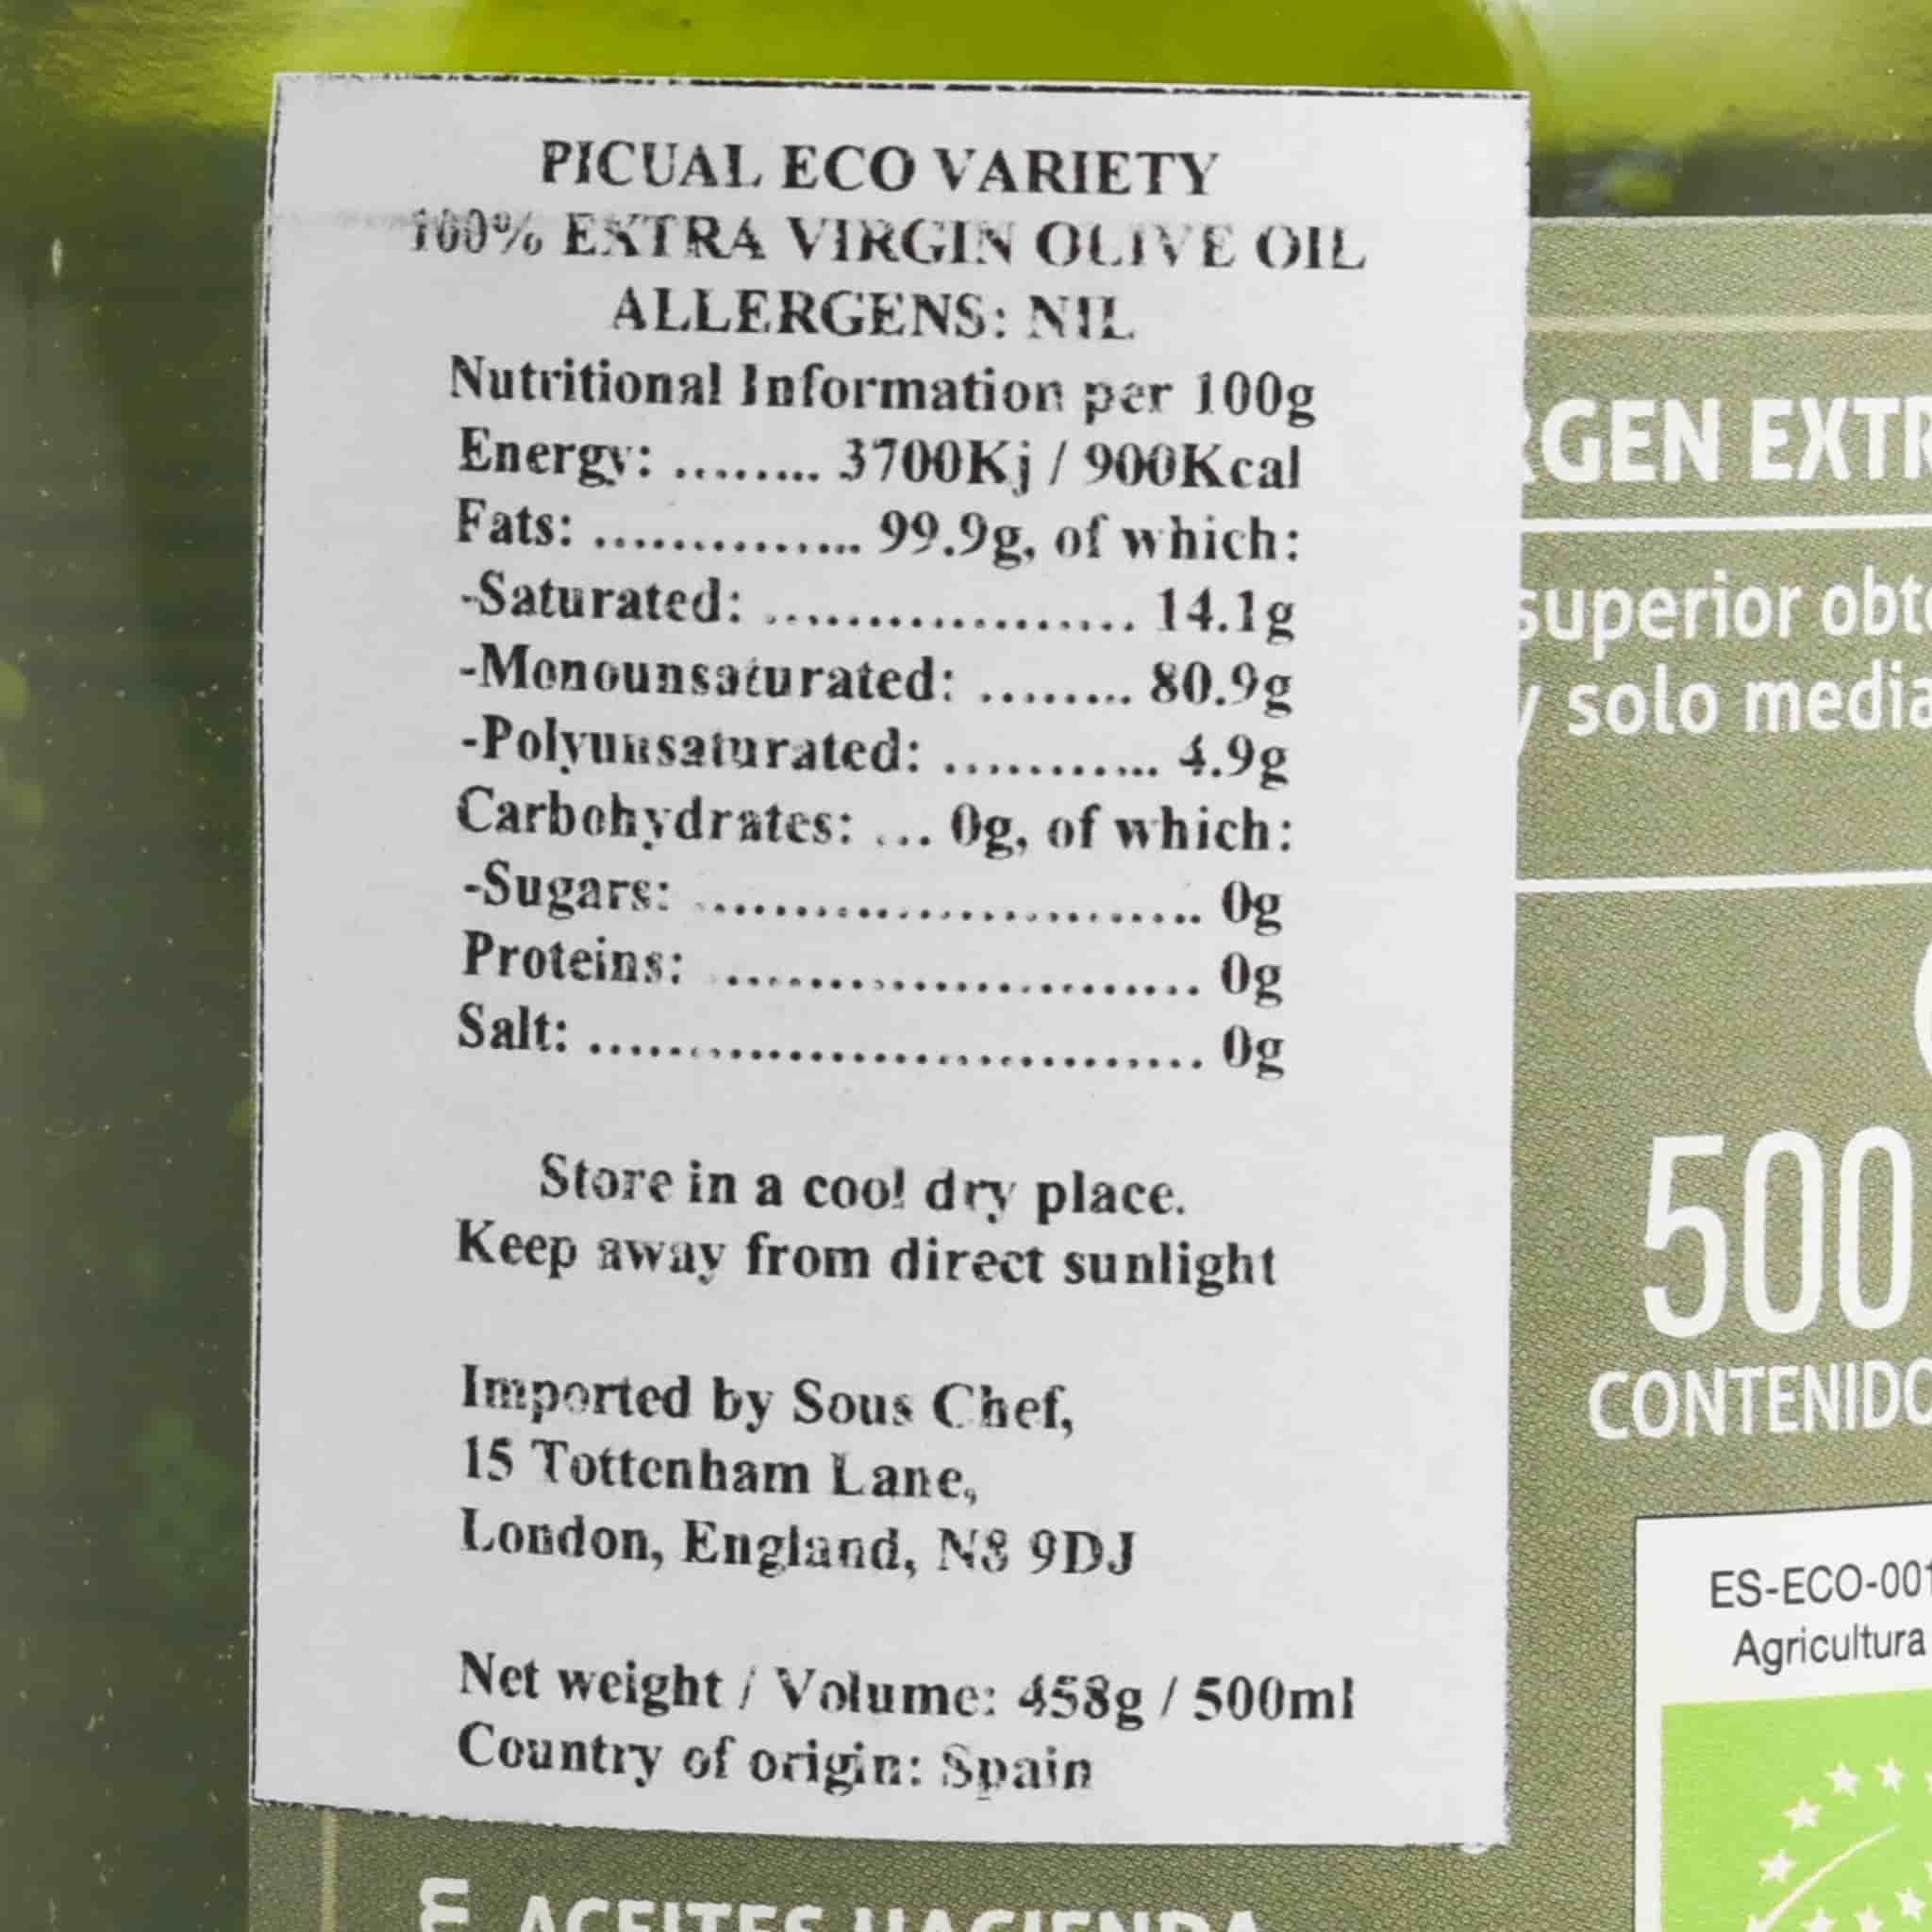 PICUAL ECO VARIETY
100% EXTRA VIRGIN OLIVE OIL
ALLERGENS: NIL
Nutritional Information per 100g
Energy: ........ 3700Kj / 900Kcal
Fats: .............. 99.9g, of which:
-Saturated: ................... 14.1g
-Monounsaturated: ........ 80.9g
-Polyunsaturated: ........... 4.9g
Carbohydrates: ... 0g, of which:
-Sugars: .......................... 0g
Proteins: ......................... 0g
Salt: ................................ 0g
Store in a cool dry place.
Keep away from direct sunlight
Imported by Sous Chef,
15 Tottenham Lane,
London, England, N8 9DJ
Net weight / Volume: 458g / 500ml
Country of origin: Spain
RGEN EXTR
superior obte
y solo media
500
CONTENIDO
ES-ECO-001
Agricultura
ACEITES HACIENDA